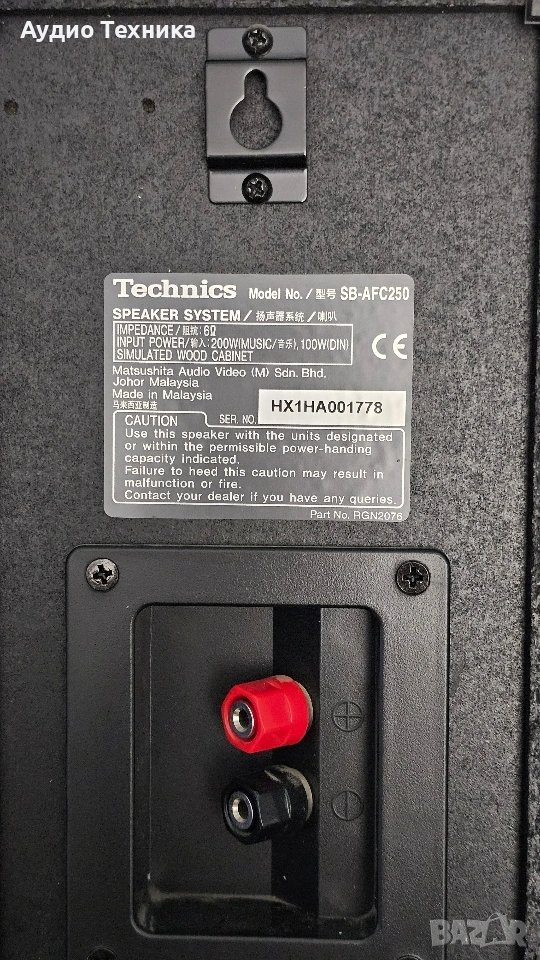 Аудио Техника
Technics Model No./型号 SB-AFC250
SPEAKER SYSTEM/扬声器系统/喇叭
IMPEDANCE/阻抗: 6Ω
INPUT POWER/输入: 200W(MUSIC/音乐), 100W(DIN)
SIMULATED WOOD CABINET
CE
Matsushita Audio Video (M) Sdn. Bhd.
Johor Malaysia
Made in Malaysia
马来西亚制造
SER. NO. HX1HA001778
CAUTION
Use this speaker with the units designated
or within the permissible power-handing
capacity indicated.
Failure to heed this caution may result in
malfunction or fire.
Contact your dealer if you have any queries.
Part No. RGN2076
+
-
BAZAR